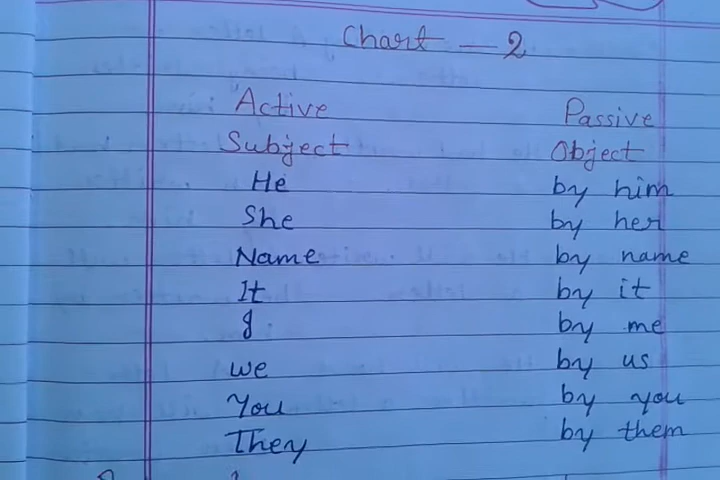 Chart - 2
Active Passive
Subject Object
He by him
She by her
Name by name
It by it
I by me
we by us
You by you
They by them